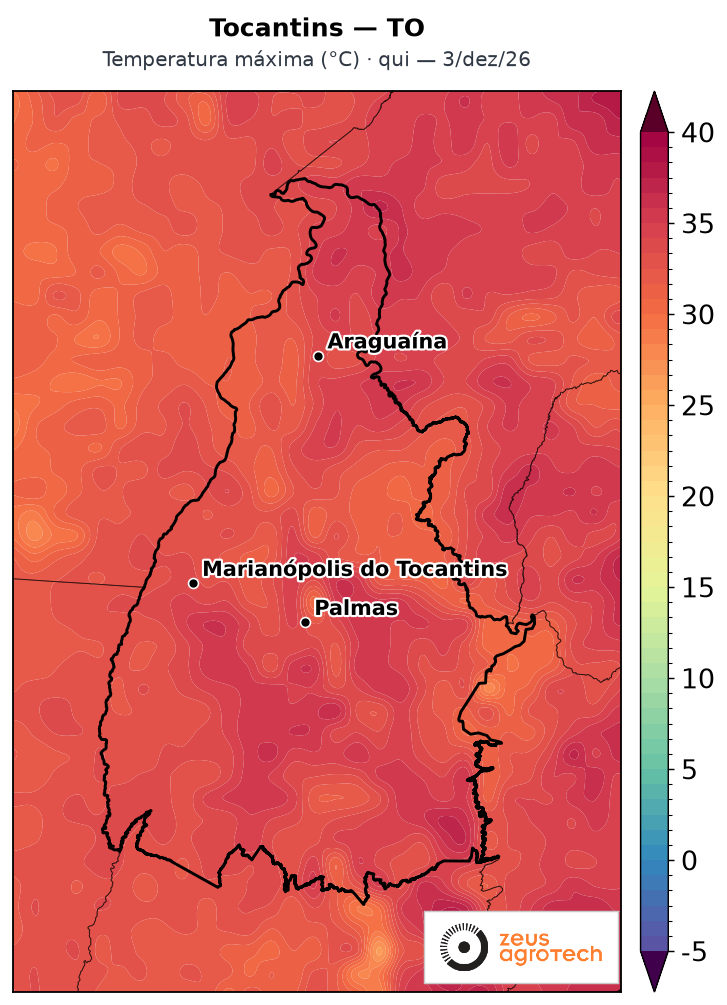 Tocantins — TO
Temperatura máxima (°C) · qui — 3/dez/26
Araguaína
Marianópolis do Tocantins
Palmas
40
35
30
25
20
15
10
5
0
-5
zeus
agrotech